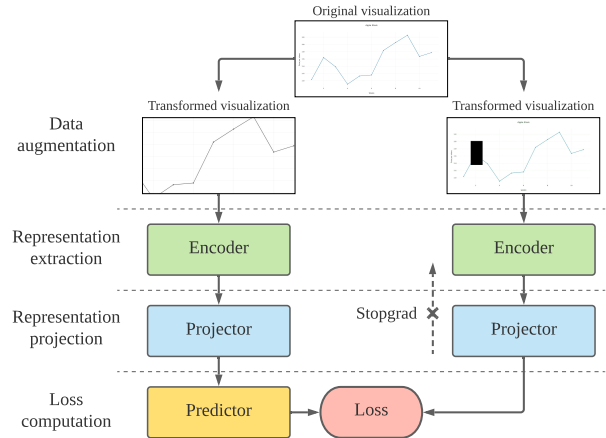 Original visualization
Transformed visualization
Transformed visualization
Data
augmentation
Representation
extraction
Encoder
Encoder
Representation
projection
Projector
Stopgrad
Projector
Loss
computation
Predictor
Loss